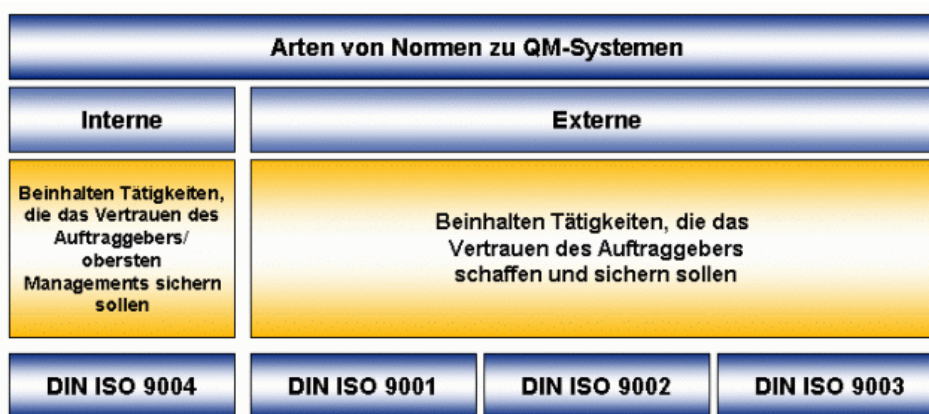 Arten von Normen zu QM-Systemen
Interne
Externe
Beinhalten Tätigkeiten,
die das Vertrauen des
Auftraggebers/
obersten
Managements sichern
sollen
Beinhalten Tätigkeiten, die das
Vertrauen des Auftraggebers
schaffen und sichern sollen
DIN ISO 9004
DIN ISO 9001
DIN ISO 9002
DIN ISO 9003